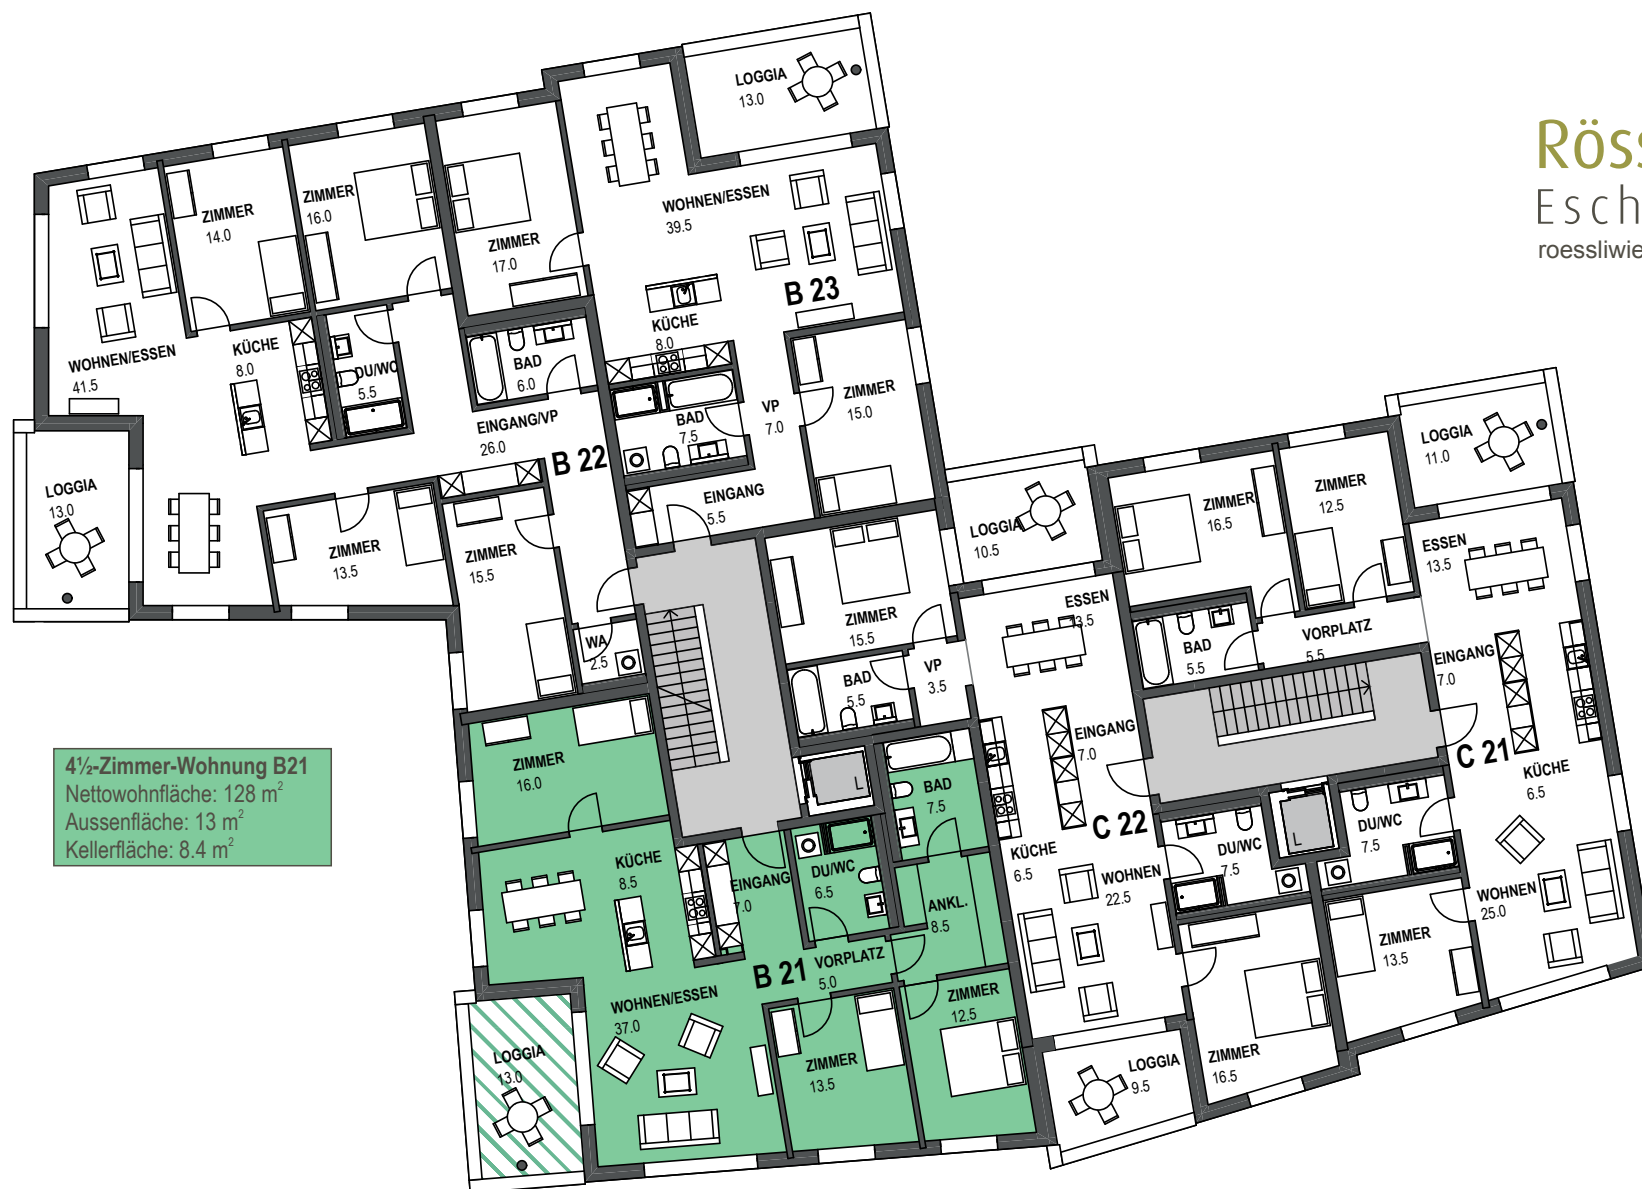 LOGGIA
13.0
Röss
Esch
roessliwie
ZIMMER
14.0
ZIMMER
16.0
ZIMMER
17.0
WOHNEN/ESSEN
39.5
B 23
WOHNEN/ESSEN
41.5
KÜCHE
8.0
DU/WC
5.5
BAD
6.0
KÜCHE
8.0
BAD
7.5
VP
7.0
ZIMMER
15.0
EINGANG/VP
26.0
B 22
EINGANG
5.5
LOGGIA
13.0
ZIMMER
13.5
ZIMMER
15.5
WA
2.5
ZIMMER
15.5
BAD
5.5
VP
3.5
LOGGIA
10.5
ZIMMER
16.5
ZIMMER
12.5
LOGGIA
11.0
ESSEN
13.5
ESSEN
13.5
BAD
5.5
VORPLATZ
5.5
EINGANG
7.0
EINGANG
7.0
C 21
KÜCHE
6.5
L
L
C 22
KÜCHE
6.5
WOHNEN
22.5
DU/WC
7.5
DU/WC
7.5
WOHNEN
25.0
ZIMMER
13.5
ZIMMER
16.5
LOGGIA
9.5
4½-Zimmer-Wohnung B21
Nettowohnfläche: 128 m²
Aussenfläche: 13 m²
Kellerfläche: 8.4 m²
ZIMMER
16.0
KÜCHE
8.5
EINGANG
7.0
DU/WC
6.5
BAD
7.5
ANKL.
8.5
B 21
VORPLATZ
5.0
WOHNEN/ESSEN
37.0
ZIMMER
13.5
ZIMMER
12.5
LOGGIA
13.0